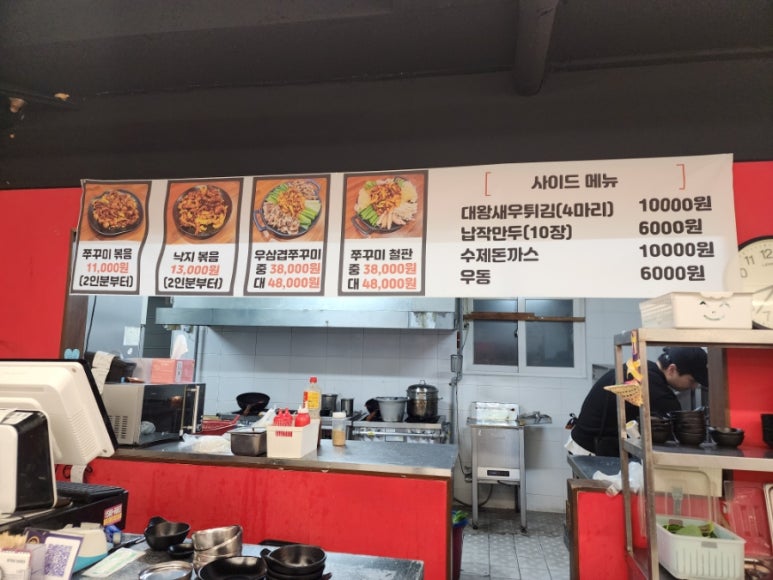 쭈꾸미 볶음
11,000원
(2인분부터)
낙지 볶음
13,000원
(2인분부터)
우삼겹쭈꾸미
중 38,000원
대 48,000원
쭈꾸미 철판
중 38,000원
대 48,000원
[ 사이드 메뉴 ]
대왕새우튀김(4마리) 10000원
납작만두(10장) 6000원
수제돈까스 10000원
우동 6000원